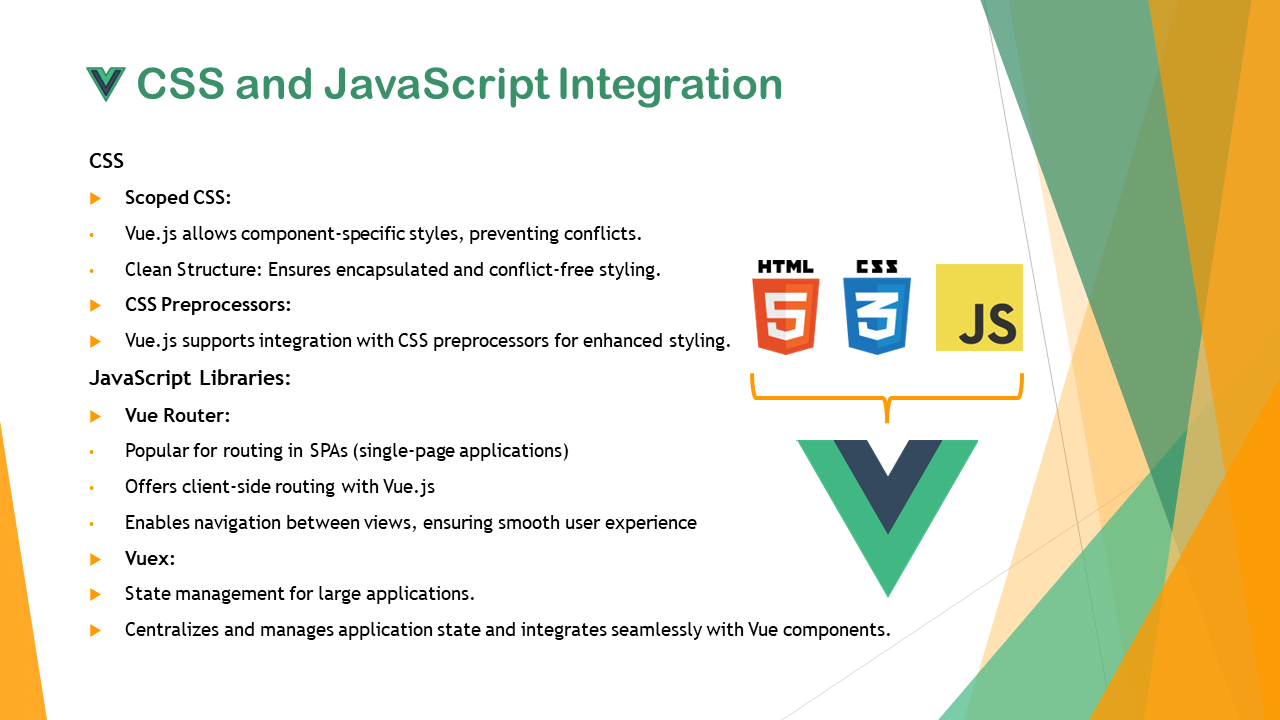 CSS and JavaScript Integration
CSS
Scoped CSS:
Vue.js allows component-specific styles, preventing conflicts.
Clean Structure: Ensures encapsulated and conflict-free styling.
CSS Preprocessors:
Vue.js supports integration with CSS preprocessors for enhanced styling.
JavaScript Libraries:
Vue Router:
Popular for routing in SPAs (single-page applications)
Offers client-side routing with Vue.js
Enables navigation between views, ensuring smooth user experience
Vuex:
State management for large applications.
Centralizes and manages application state and integrates seamlessly with Vue components.
HTML CSS
5 3 JS